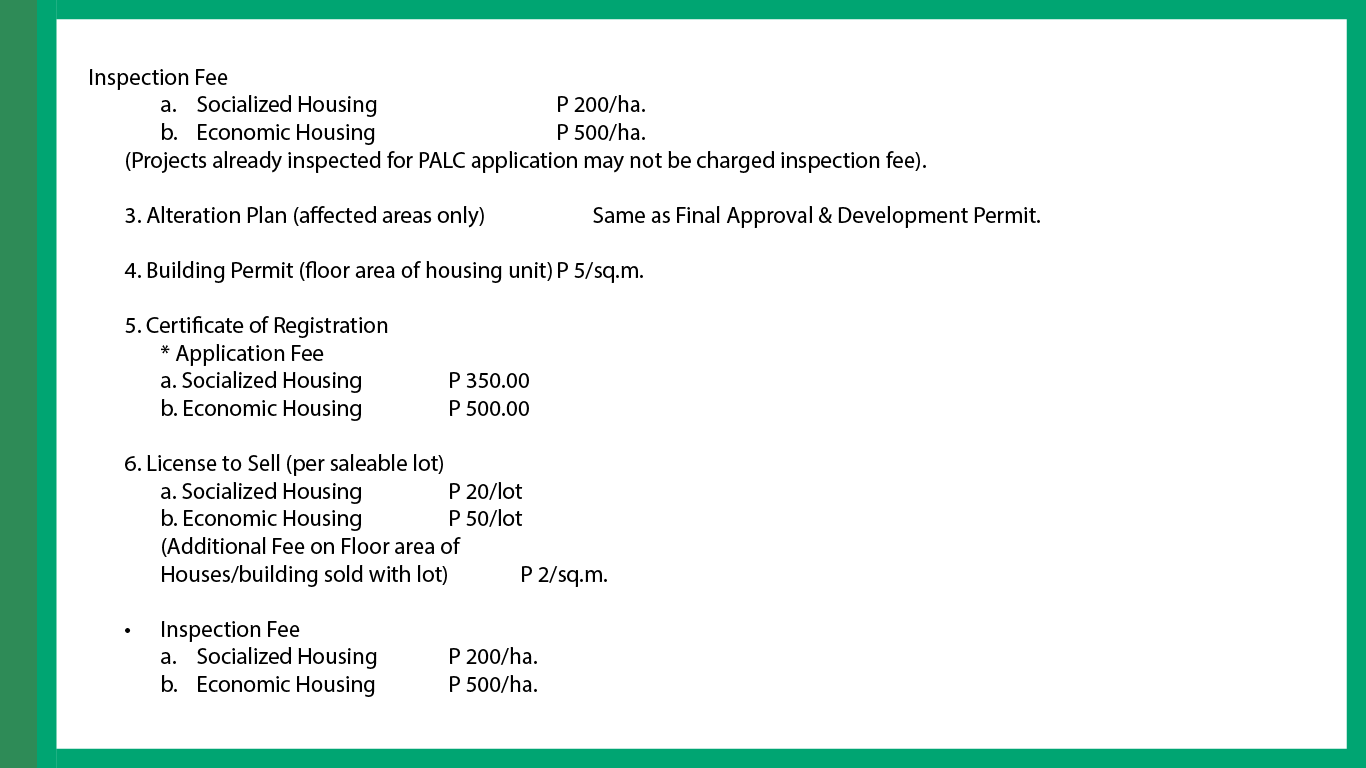 Inspection Fee
a. Socialized Housing P 200/ha.
b. Economic Housing P 500/ha.
(Projects already inspected for PALC application may not be charged inspection fee).
3. Alteration Plan (affected areas only) Same as Final Approval & Development Permit.
4. Building Permit (floor area of housing unit) P 5/sq.m.
5. Certificate of Registration
* Application Fee
a. Socialized Housing P 350.00
b. Economic Housing P 500.00
6. License to Sell (per saleable lot)
a. Socialized Housing P 20/lot
b. Economic Housing P 50/lot
(Additional Fee on Floor area of
Houses/building sold with lot) P 2/sq.m.
• Inspection Fee
a. Socialized Housing P 200/ha.
b. Economic Housing P 500/ha.